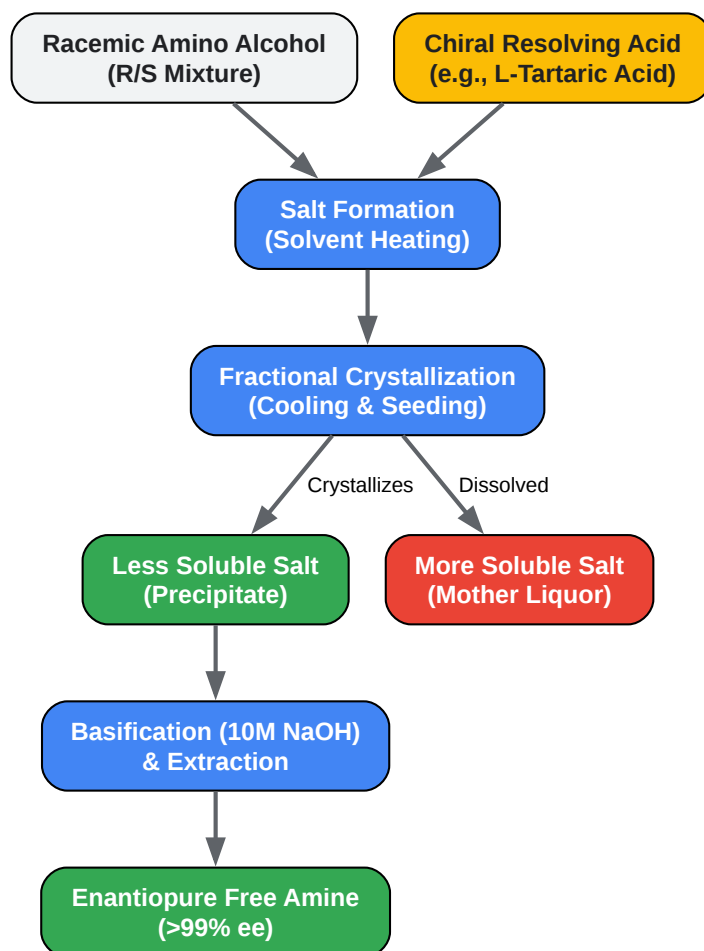 Racemic Amino Alcohol
(R/S Mixture)
Chiral Resolving Acid
(e.g., L-Tartaric Acid)
Salt Formation
(Solvent Heating)
Fractional Crystallization
(Cooling & Seeding)
Crystallizes
Dissolved
Less Soluble Salt
(Precipitate)
More Soluble Salt
(Mother Liquor)
Basification (10M NaOH)
& Extraction
Enantiopure Free Amine
(>99% ee)